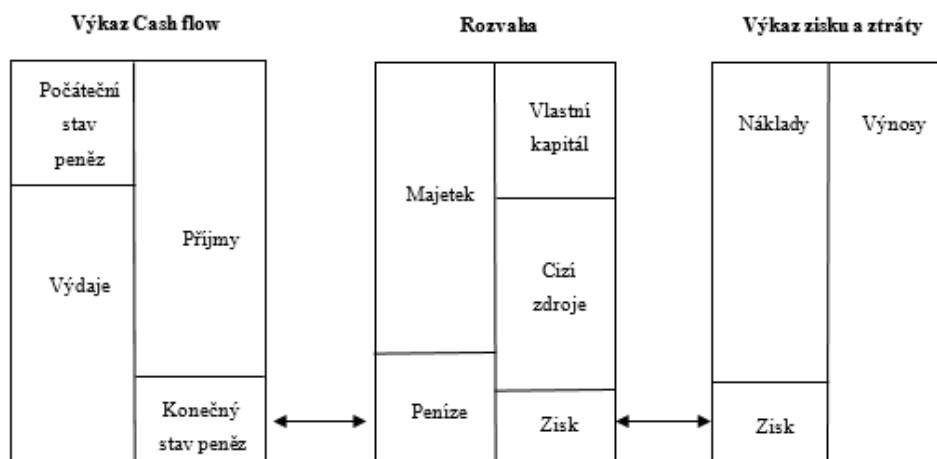 Výkaz Cash flow
Počáteční
stav
peněz
Výdaje
Příjmy
Konečný
stav peněz
Rozvaha
Majetek
Peníze
Vlastní
kapitál
Cizí
zdroje
Zisk
Výkaz zisku a ztráty
Náklady
Zisk
Výnosy